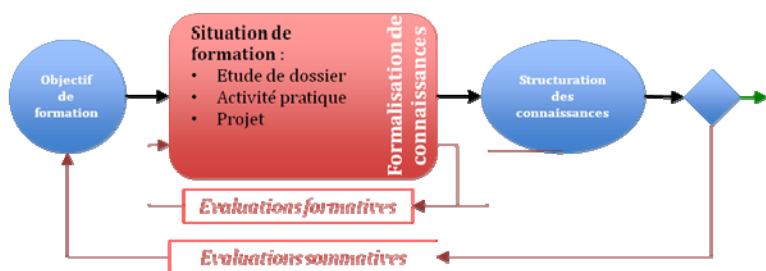 Objectif
de
formation
Situation de
formation :
• Etude de dossier
• Activité pratique
• Projet
Formalisation de
connaissances
Structuration
des
connaissances
Evaluations formatives
Evaluations sommatives